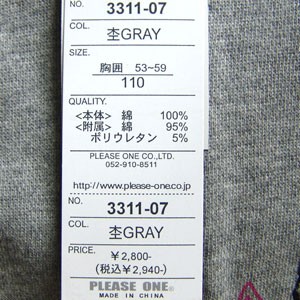 NO. 3311-07
COL. 杢GRAY
SIZE.
胸囲 53~59
110
QUALITY.
<本体> 綿 100%
<附属> 綿 95%
ポリウレタン 5%
PLEASE ONE CO.,LTD.
052-910-8511
http://www.please-one.co.jp
NO. 3311-07
COL. 杢GRAY
PRICE. ¥2,800-
(税込¥2,940-)
PLEASE ONE®
MADE IN CHINA